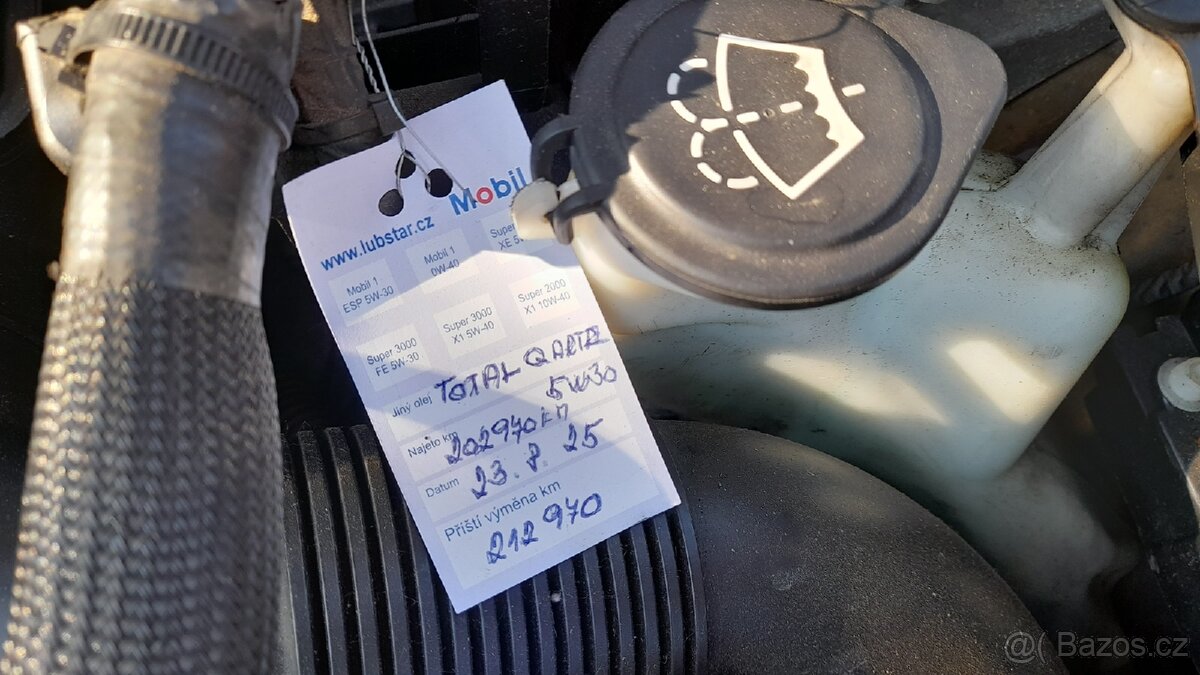 www.lubstar.cz
Mobil
Mobil 1
ESP 5W-30
Mobil 1
0W-40
Super
XE 5W
Super 3000
FE 5W-30
Super 3000
X1 5W-40
Super 2000
X1 10W-40
Jiný olej TOTAL QARTZ
5W30
Najeto km 202970 km
Datum 23. 8. 25
Příští výměna km
212 970
@( Bazos.cz